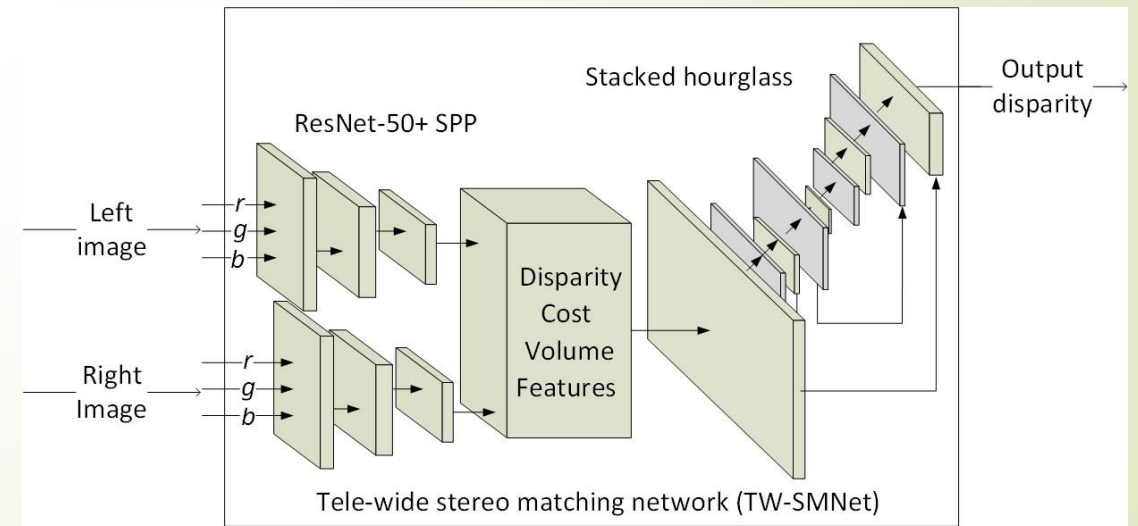 Stacked hourglass
Output
disparity
ResNet-50+ SPP
Left
image
r
g
b
Disparity
Cost
Volume
Features
Right
Image
r
g
b
Tele-wide stereo matching network (TW-SMNet)